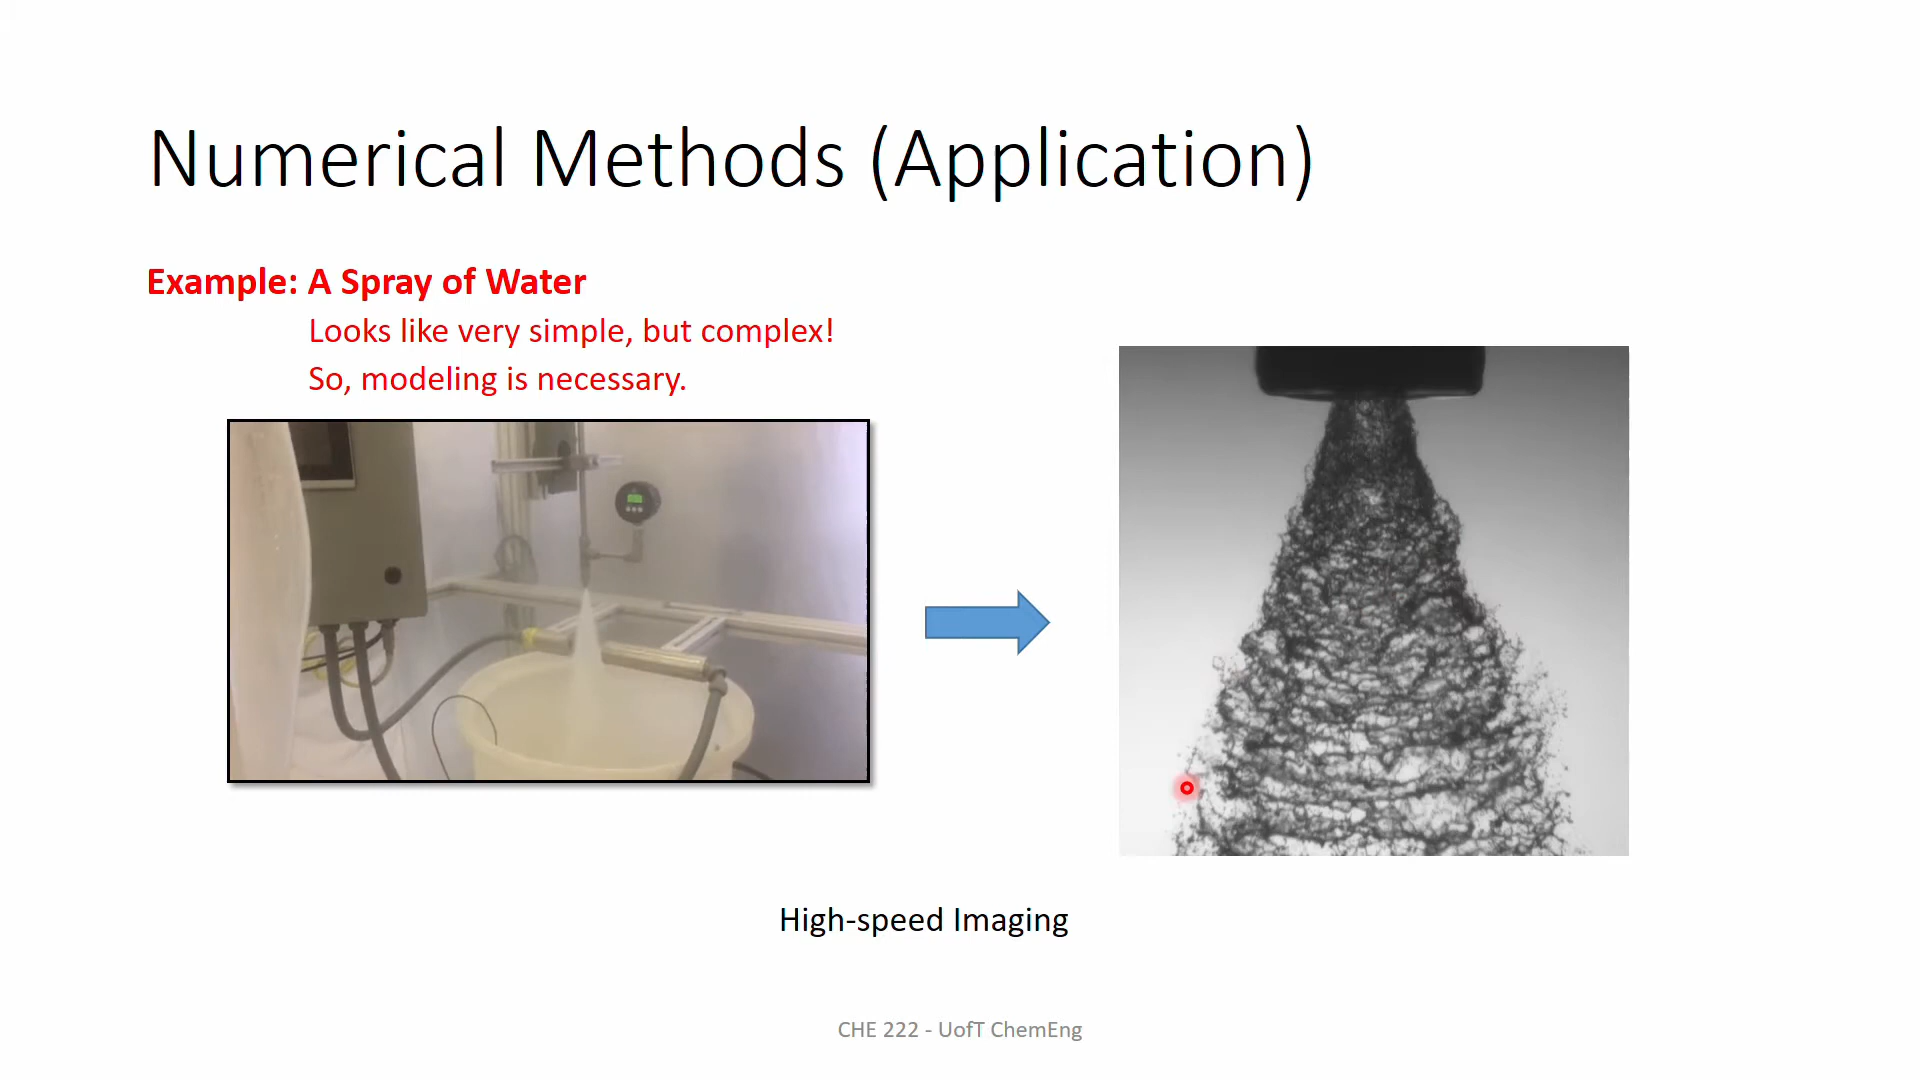 Numerical Methods (Application)
Example: A Spray of Water
Looks like very simple, but complex!
So, modeling is necessary.
High-speed Imaging
CHE 222 - UofT ChemEng